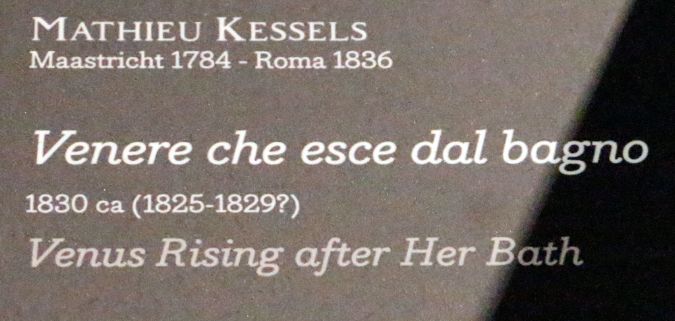 MATHIEU KESSELS
Maastricht 1784 - Roma 1836
Venere che esce dal bagno
1830 ca (1825-1829?)
Venus Rising after Her Bath